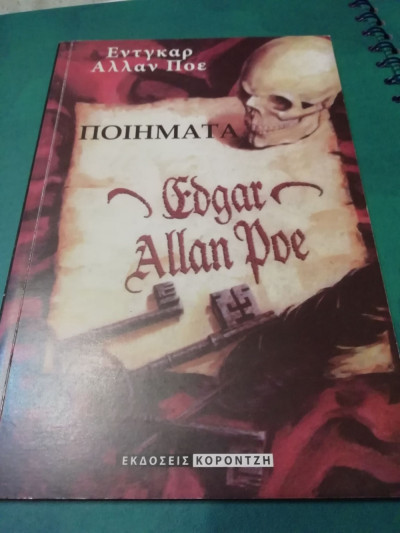 Εντγκαρ
Αλλαν Ποε
ΠΟΙΗΜΑΤΑ
Edgar
Allan Poe
ΕΚΔΟΣΕΙΣ ΚΟΡΟΝΤΖΗ